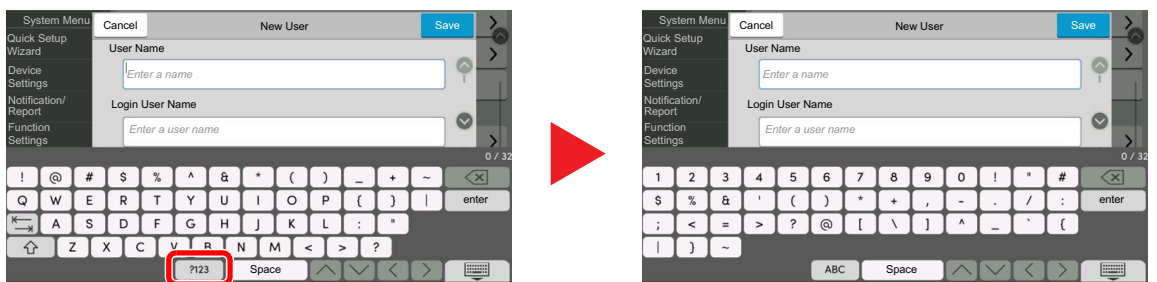 System Menu
Cancel
New User
Save
Quick Setup
Wizard
User Name
Device
Settings
Enter a name
Notification/
Report
Login User Name
Function
Settings
Enter a user name
0 / 32
! @ # $ % ^ & * ( ) _ + ~
Q W E R T Y U I O P { } | enter
A S D F G H J K L : "
Z X C V B N M < > ?
?123 Space
System Menu
Cancel
New User
Save
Quick Setup
Wizard
User Name
Device
Settings
Enter a name
Notification/
Report
Login User Name
Function
Settings
Enter a user name
0 / 32
1 2 3 4 5 6 7 8 9 0 ! " #
$ % & ' ( ) * + , - . / : enter
; < = > ? @ [ \ ] ^ _ ` {
| } ~
ABC Space